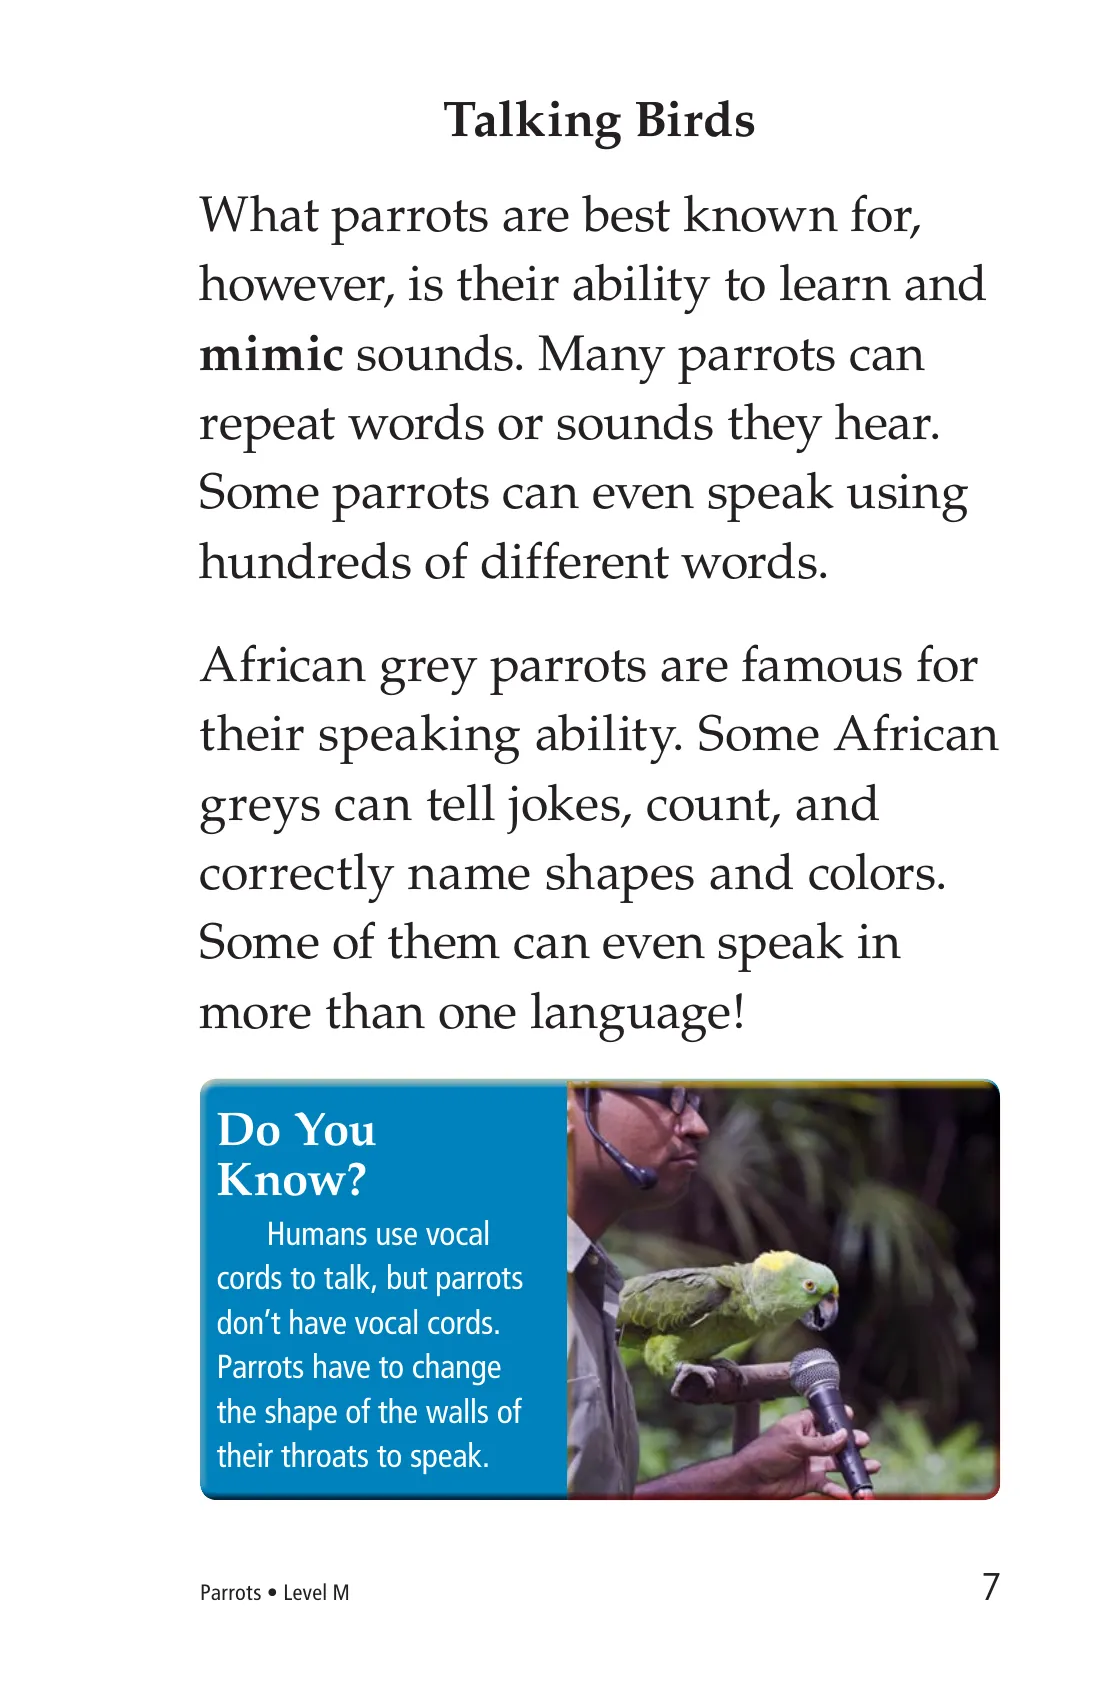 Talking Birds
What parrots are best known for,
however, is their ability to learn and
mimic sounds. Many parrots can
repeat words or sounds they hear.
Some parrots can even speak using
hundreds of different words.
African grey parrots are famous for
their speaking ability. Some African
greys can tell jokes, count, and
correctly name shapes and colors.
Some of them can even speak in
more than one language!
Do You
Know?
Humans use vocal
cords to talk, but parrots
don’t have vocal cords.
Parrots have to change
the shape of the walls of
their throats to speak.
Parrots • Level M
7